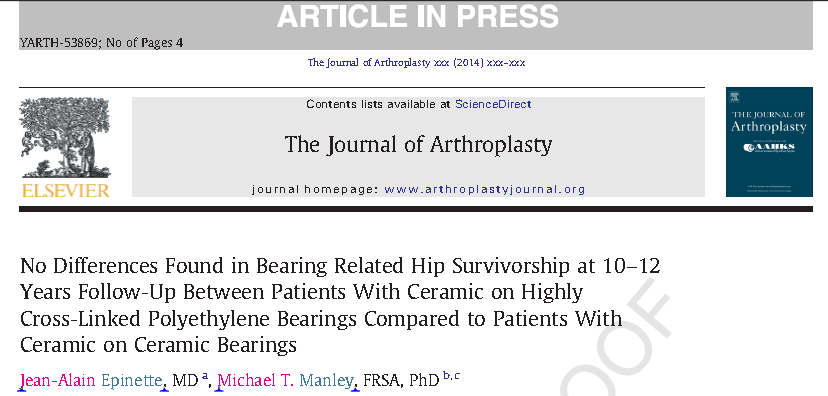 ARTICLE IN PRESS
YARTH-53869; No of Pages 4
The Journal of Arthroplasty xxx (2014) xxx–xxx
Contents lists available at ScienceDirect
The Journal of Arthroplasty
journal homepage: www.arthroplastyjournal.org
ELSEVIER
THE JOURNAL OF
Arthroplasty
AAHKS
No Differences Found in Bearing Related Hip Survivorship at 10–12
Years Follow-Up Between Patients With Ceramic on Highly
Cross-Linked Polyethylene Bearings Compared to Patients With
Ceramic on Ceramic Bearings
Jean-Alain Epinette, MD a, Michael T. Manley, FRSA, PhD b,c
OOF